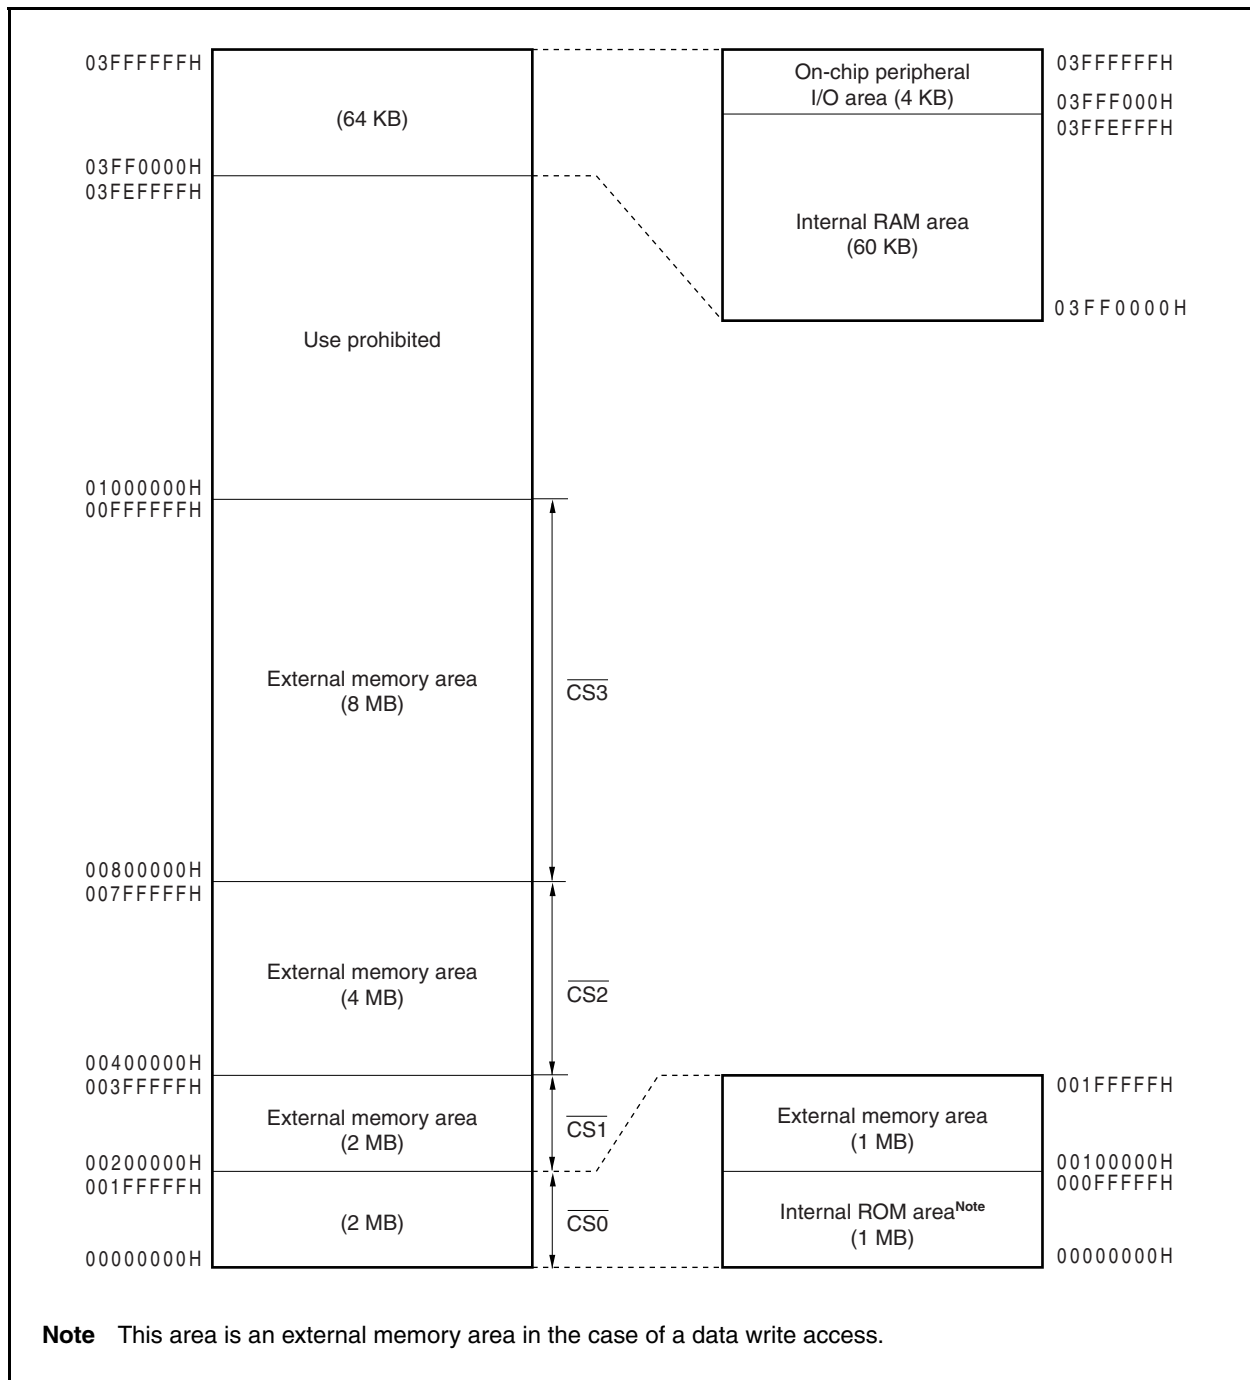 03FFFFFFH
(64 KB)
03FF0000H
03FEFFFFH
Use prohibited
01000000H
00FFFFFFH
External memory area
(8 MB)
CS3
00800000H
007FFFFFH
External memory area
(4 MB)
CS2
00400000H
003FFFFFH
External memory area
(2 MB)
CS1
00200000H
001FFFFFH
(2 MB)
CS0
00000000H
On-chip peripheral
I/O area (4 KB)
03FFFFFFH
03FFF000H
03FFEFFFH
Internal RAM area
(60 KB)
03FF0000H
001FFFFFH
External memory area
(1 MB)
00100000H
000FFFFFH
Internal ROM areaNote
(1 MB)
00000000H
Note This area is an external memory area in the case of a data write access.